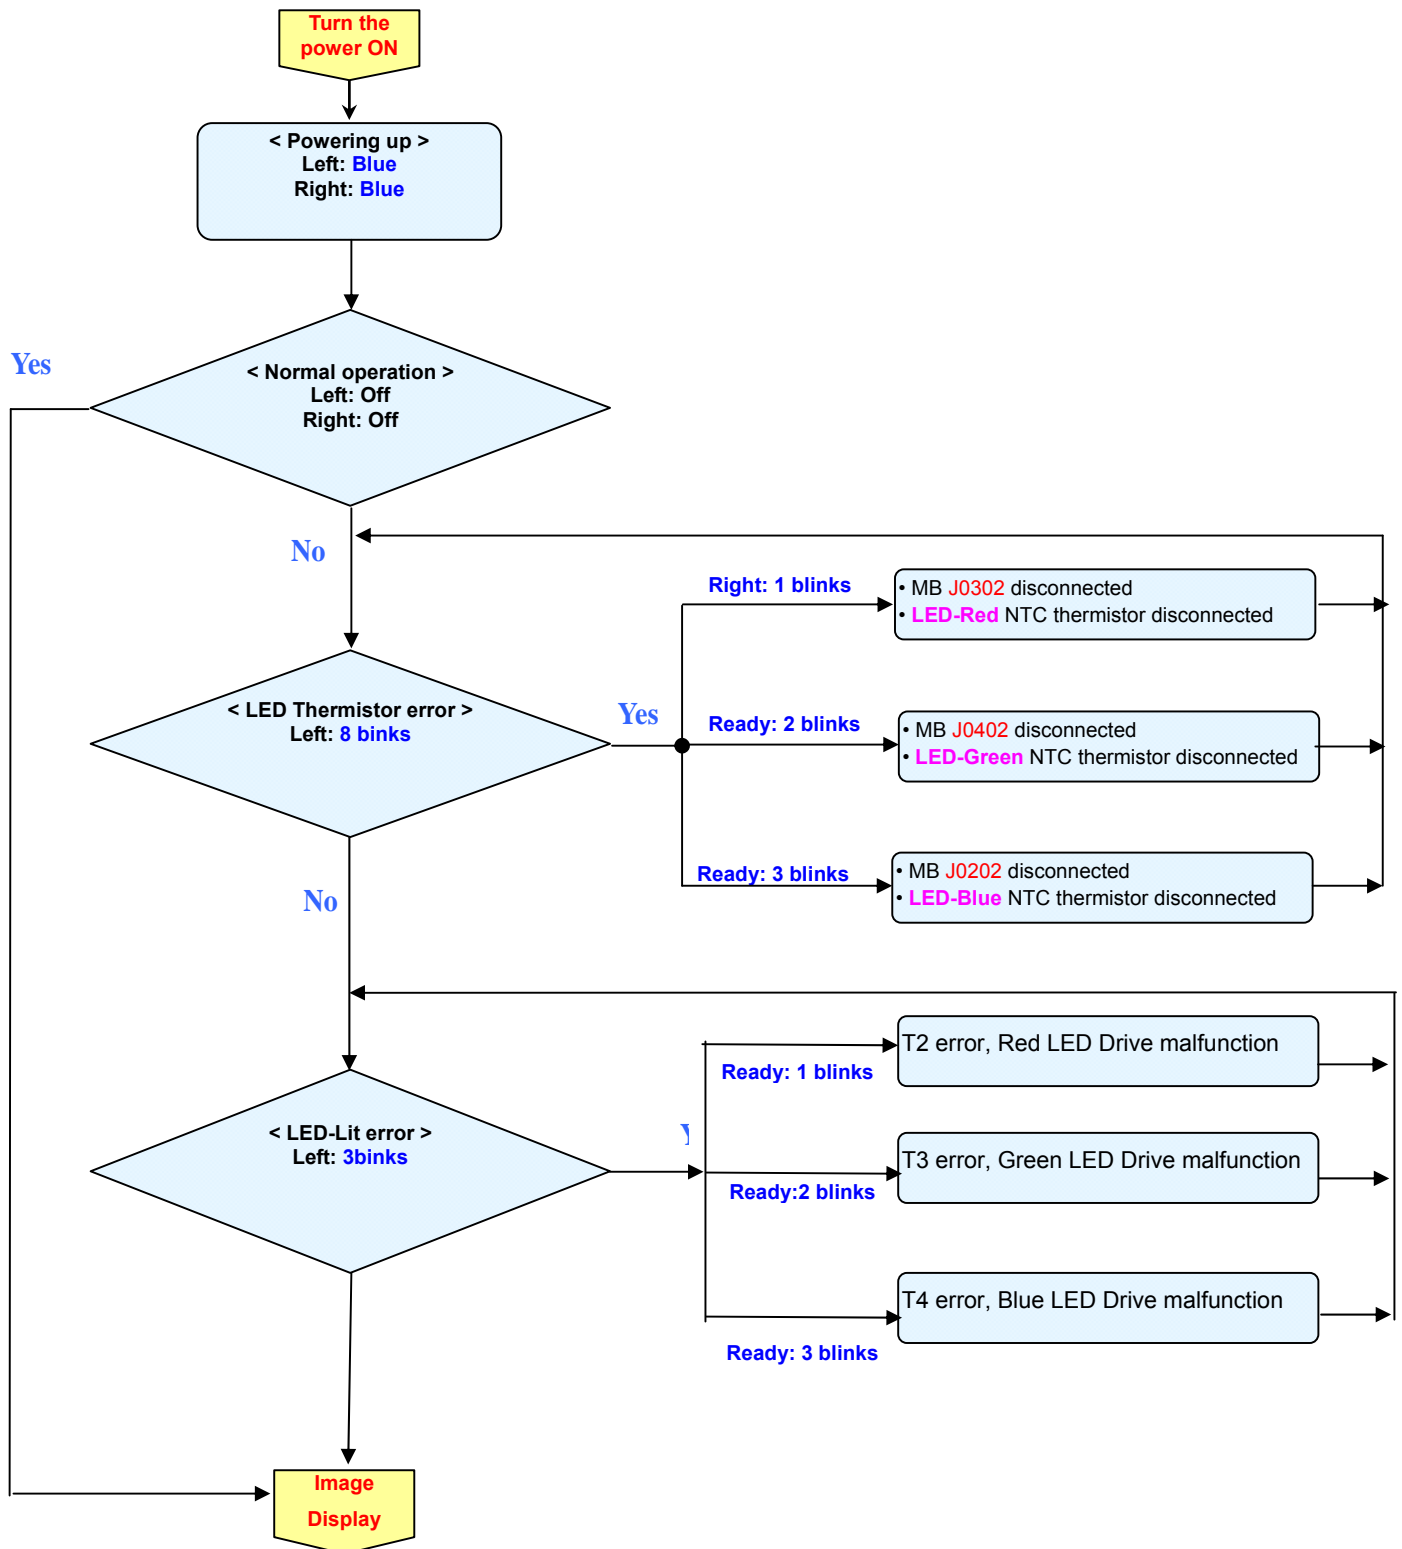 Turn the
power ON
< Powering up >
Left: Blue
Right: Blue
Yes
< Normal operation >
Left: Off
Right: Off
No
Right: 1 blinks
• MB J0302 disconnected
• LED-Red NTC thermistor disconnected
< LED Thermistor error >
Left: 8 binks
Yes
Ready: 2 blinks
• MB J0402 disconnected
• LED-Green NTC thermistor disconnected
Ready: 3 blinks
• MB J0202 disconnected
• LED-Blue NTC thermistor disconnected
No
T2 error, Red LED Drive malfunction
Ready: 1 blinks
< LED-Lit error >
Left: 3binks
T3 error, Green LED Drive malfunction
Ready:2 blinks
T4 error, Blue LED Drive malfunction
Ready: 3 blinks
Image
Display